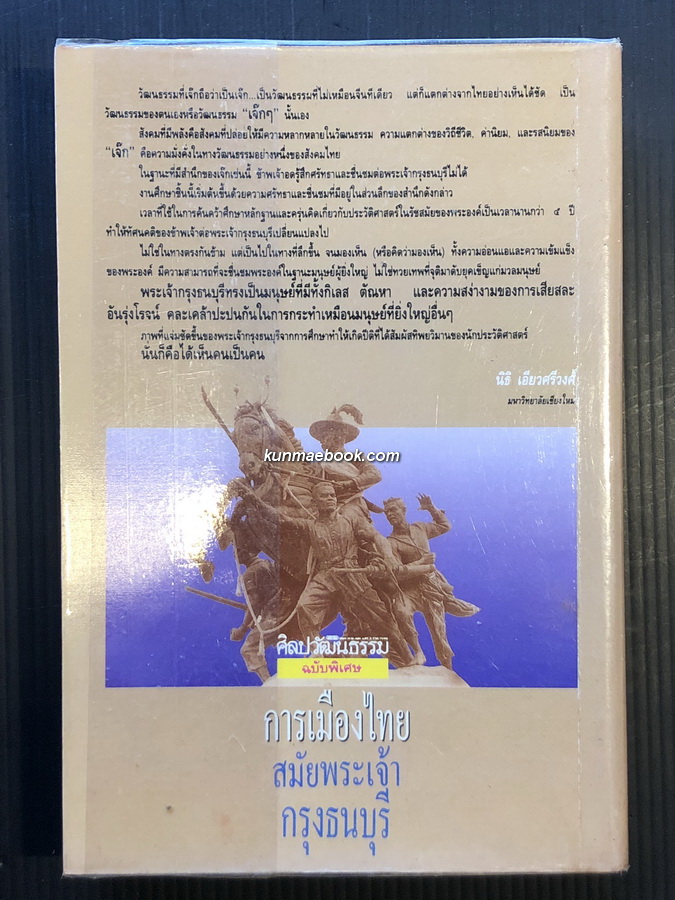 วัฒนธรรมที่เจ๊กถือว่าเป็นเจ๊ก...เป็นวัฒนธรรมที่ไม่เหมือนจีนทีเดียว แต่ก็แตกต่างจากไทยอย่างเห็นได้ชัด เป็น
วัฒนธรรมของตนเองหรือวัฒนธรรม “เจ๊กๆ” นั้นเอง
สังคมที่มีพลังคือสังคมที่ปล่อยให้มีความหลากหลายในวัฒนธรรม ความแตกต่างของวิถีชีวิต, ค่านิยม, และรสนิยมของ
“เจ๊ก” คือความมั่งคั่งในทางวัฒนธรรมอย่างหนึ่งของสังคมไทย
ในฐานะที่มีสำนึกของเจ๊กเช่นนี้ ข้าพเจ้าอดรู้สึกศรัทธาและชื่นชมต่อพระเจ้ากรุงธนบุรีไม่ได้
งานศึกษาชิ้นนี้เริ่มต้นขึ้นด้วยความศรัทธาและชื่นชมที่มีอยู่ในส่วนลึกของสำนึกดังกล่าว
เวลาที่ใช้ในการค้นคว้าศึกษาหลักฐานและครุ่นคิดเกี่ยวกับประวัติศาสตร์ในรัชสมัยของพระองค์เป็นเวลานานกว่า ๕ ปี
ทำให้ทัศนคติของข้าพเจ้าต่อพระเจ้ากรุงธนบุรีเปลี่ยนแปลงไป
ไม่ใช่ในทางตรงกันข้าม แต่เป็นไปในทางที่ลึกขึ้น จนมองเห็น (หรือคิดว่ามองเห็น) ทั้งความอ่อนแอและความเข้มแข็ง
ของพระองค์ มีความสามารถที่จะชื่นชมพระองค์ในฐานะมนุษย์ผู้ยิ่งใหญ่ ไม่ใช่ทวยเทพที่จุติมาดับยุคเข็ญแก่มวลมนุษย์
พระเจ้ากรุงธนบุรีทรงเป็นมนุษย์ที่มีทั้งกิเลส ตัณหา และความสง่างามของการเสียสละ
อันรุ่งโรจน์ คละเคล้าปะปนกันในการกระทำเหมือนมนุษย์ที่ยิ่งใหญ่อื่นๆ
ภาพที่แจ่มชัดขึ้นของพระเจ้ากรุงธนบุรีจากการศึกษาทำให้เกิดปีติที่ได้สัมผัสทิพยวิมานของนักประวัติศาสตร์
นั่นก็คือได้เห็นคนเป็นคน
นิธิ เอียวศรีวงศ์
มหาวิทยาลัยเชียงใหม่
kunmaebook.com
ศิลปวัฒนธรรม
ฉบับพิเศษ
การเมืองไทย
สมัยพระเจ้า
กรุงธนบุรี